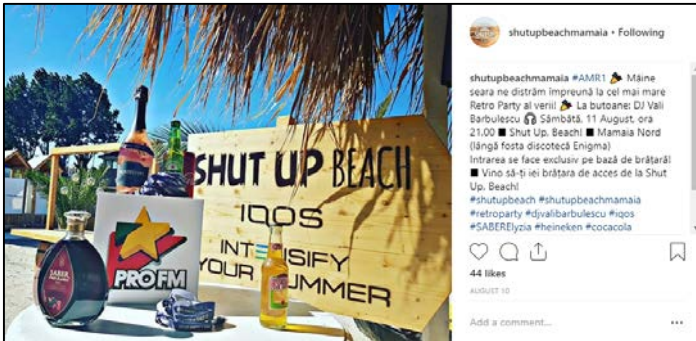 SHUT UP BEACH
IQOS
INTENSIFY
YOUR SUMMER
SABER
PRO FM
shutupbeachmamaia • Following
shutupbeachmamaia #AMR1 🎉 Mâine
seara ne distrăm împreună la cel mai mare
Retro Party al verii! 🎉 La butoane: DJ Vali
Barbulescu 🎧 Sâmbătă, 11 August, ora
21.00 ■ Shut Up. Beach! ■ Mamaia Nord
(lângă fosta discotecă Enigma)
Intrarea se face exclusiv pe bază de brățară!
■ Vino să-ți iei brățara de acces de la Shut
Up. Beach!
#shutupbeach #shutupbeachmamaia
#retroparty #djvalibarbulescu #iqos
#SABERElyzia #heineken #cocacola
44 likes
AUGUST 10
Add a comment...